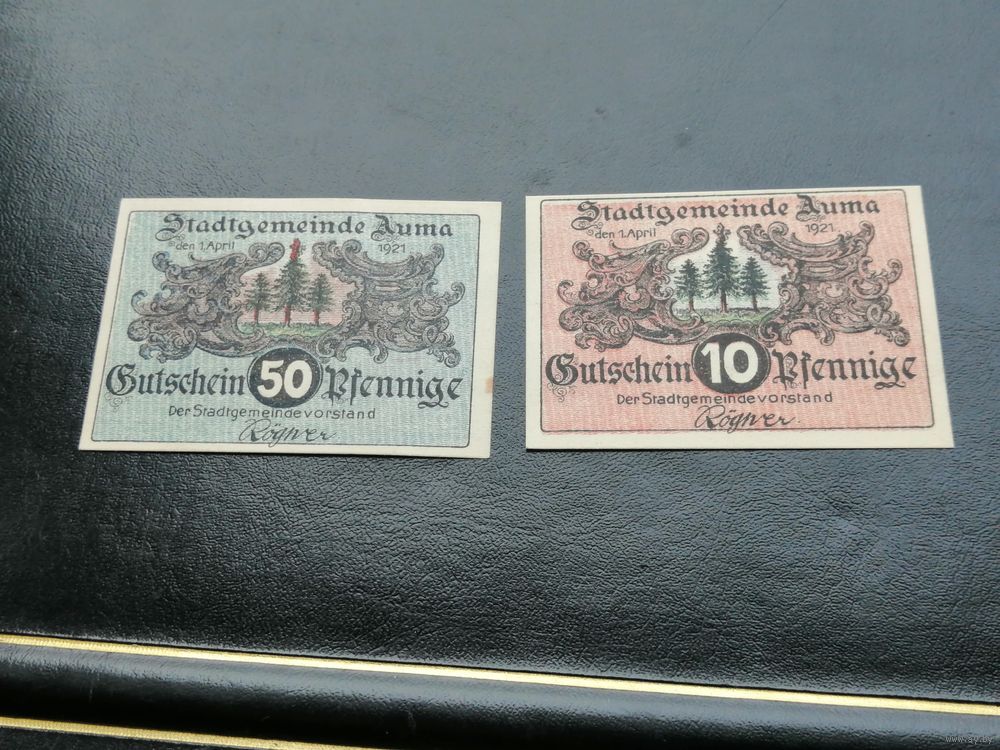 Stadtgemeinde Auma
den 1. April 1921
Gutschein 50 Pfennige
Der Stadtgemeindevorstand
Stadtgemeinde Auma
den 1. April 1921
Gutschein 10 Pfennige
Der Stadtgemeindevorstand